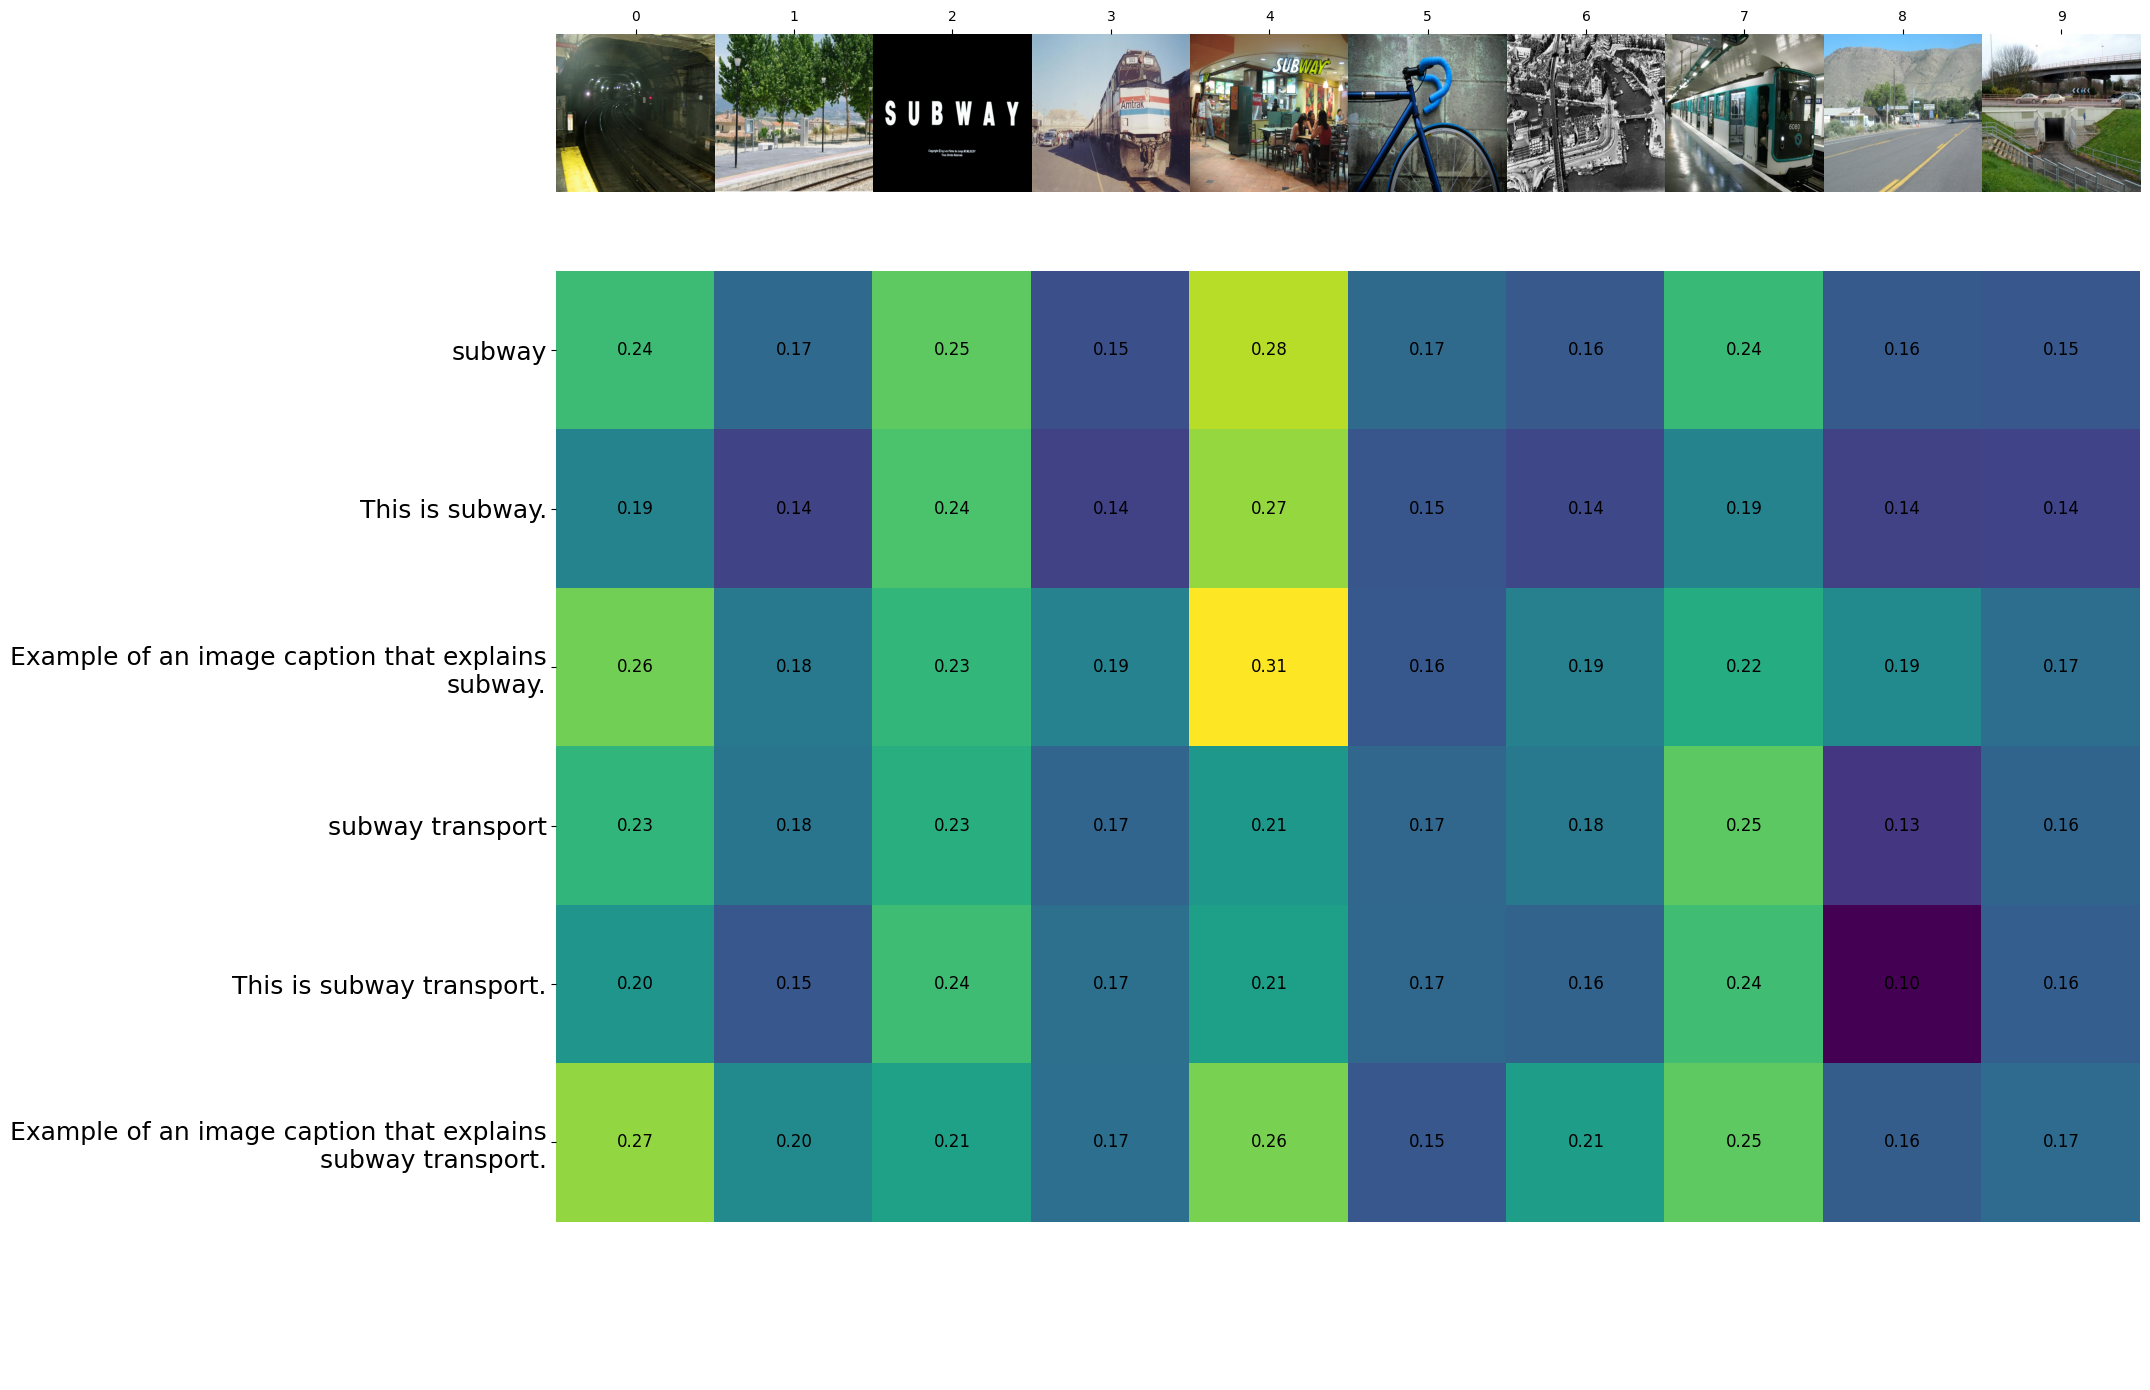 0 1 2 3 4 5 6 7 8 9
SUBWAY
Amtrak
SUBWAY
6080
subway 0.24 0.17 0.25 0.15 0.28 0.17 0.16 0.24 0.16 0.15
This is subway. 0.19 0.14 0.24 0.14 0.27 0.15 0.14 0.19 0.14 0.14
Example of an image caption that explains
subway. 0.26 0.18 0.23 0.19 0.31 0.16 0.19 0.22 0.19 0.17
subway transport 0.23 0.18 0.23 0.17 0.21 0.17 0.18 0.25 0.13 0.16
This is subway transport. 0.20 0.15 0.24 0.17 0.21 0.17 0.16 0.24 0.10 0.16
Example of an image caption that explains
subway transport. 0.27 0.20 0.21 0.17 0.26 0.15 0.21 0.25 0.16 0.17